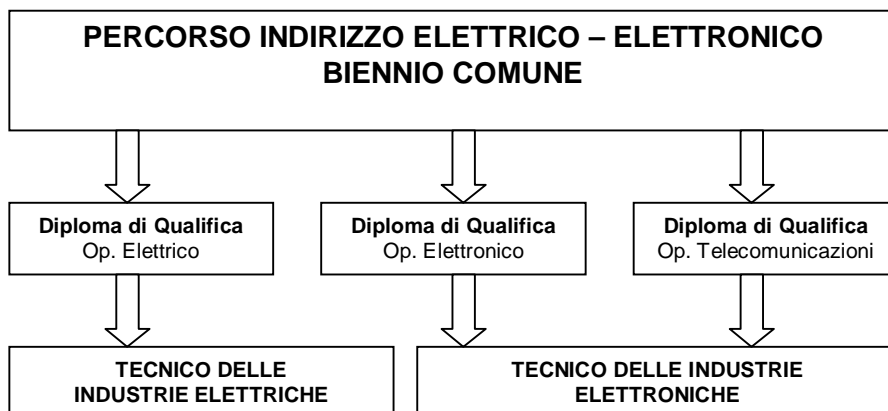 PERCORSO INDIRIZZO ELETTRICO – ELETTRONICO
BIENNIO COMUNE
Diploma di Qualifica
Op. Elettrico
Diploma di Qualifica
Op. Elettronico
Diploma di Qualifica
Op. Telecomunicazioni
TECNICO DELLE
INDUSTRIE ELETTRICHE
TECNICO DELLE INDUSTRIE
ELETTRONICHE